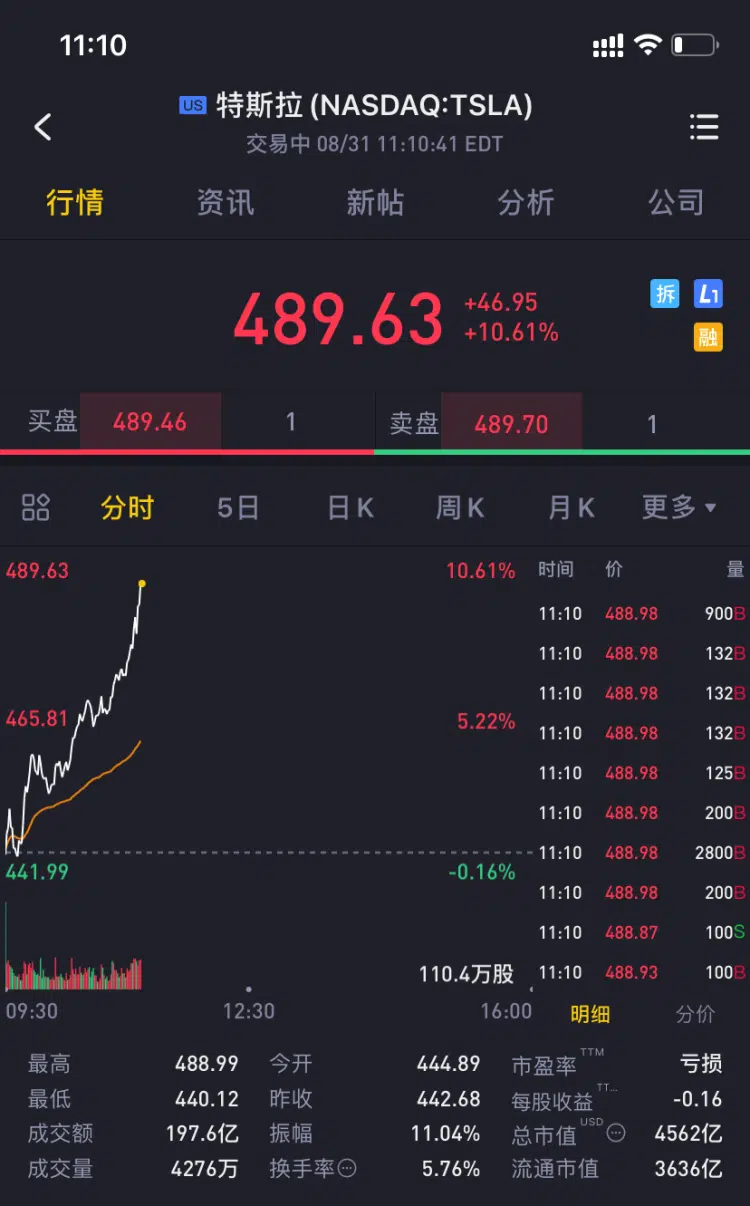 11:10
US 特斯拉 (NASDAQ:TSLA)
交易中 08/31 11:10:41 EDT
行情 资讯 新帖 分析 公司
489.63 +46.95
+10.61%
拆 L1
融
买盘 489.46 1 卖盘 489.70 1
分时 5日 日K 周K 月K 更多
489.63 10.61% 时间 价 量
11:10 488.98 900B
11:10 488.98 132B
11:10 488.98 132B
465.81 5.22%
11:10 488.98 132B
11:10 488.98 125B
11:10 488.98 200B
11:10 488.98 2800B
441.99 -0.16%
11:10 488.98 200B
11:10 488.87 100S
110.4万股 11:10 488.93 100B
09:30 12:30 16:00 明细 分价
最高 488.99 今开 444.89 市盈率TTM 亏损
最低 440.12 昨收 442.68 每股收益TT... -0.16
成交额 197.6亿 振幅 11.04% 总市值USD 4562亿
成交量 4276万 换手率 5.76% 流通市值 3636亿